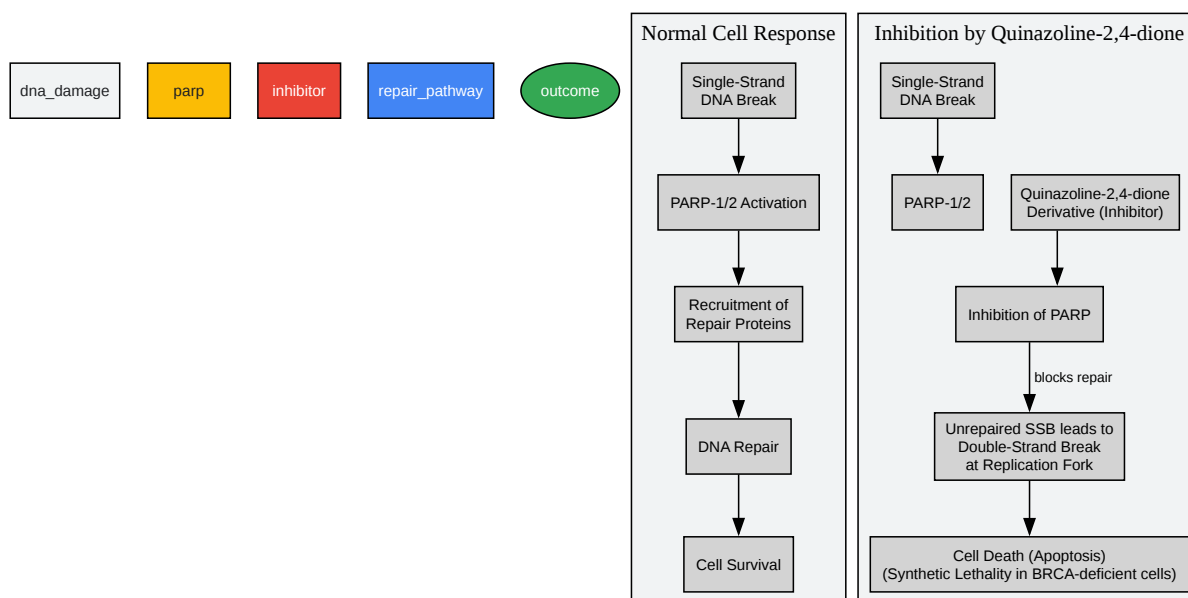 dna_damage
parp
inhibitor
repair_pathway
outcome
Normal Cell Response
Single-Strand
DNA Break
PARP-1/2 Activation
Recruitment of
Repair Proteins
DNA Repair
Cell Survival
Inhibition by Quinazoline-2,4-dione
Single-Strand
DNA Break
PARP-1/2
Quinazoline-2,4-dione
Derivative (Inhibitor)
Inhibition of PARP
blocks repair
Unrepaired SSB leads to
Double-Strand Break
at Replication Fork
Cell Death (Apoptosis)
(Synthetic Lethality in BRCA-deficient cells)